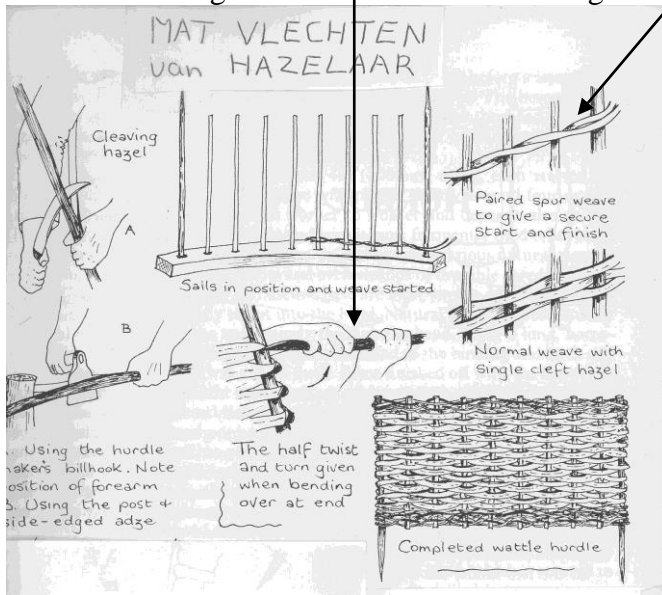 MAT VLECHTEN
van HAZELAAR
Cleaving
hazel
A
Sails in position and weave started
Paired spur weave
to give a secure
start and finish
B
Normal weave with
single cleft hazel
Using the hurdle
maker's billhook. Note
position of forearm
B. Using the post &
side-edged adze
The half twist
and turn given
when bending
over at end
Completed wattle hurdle